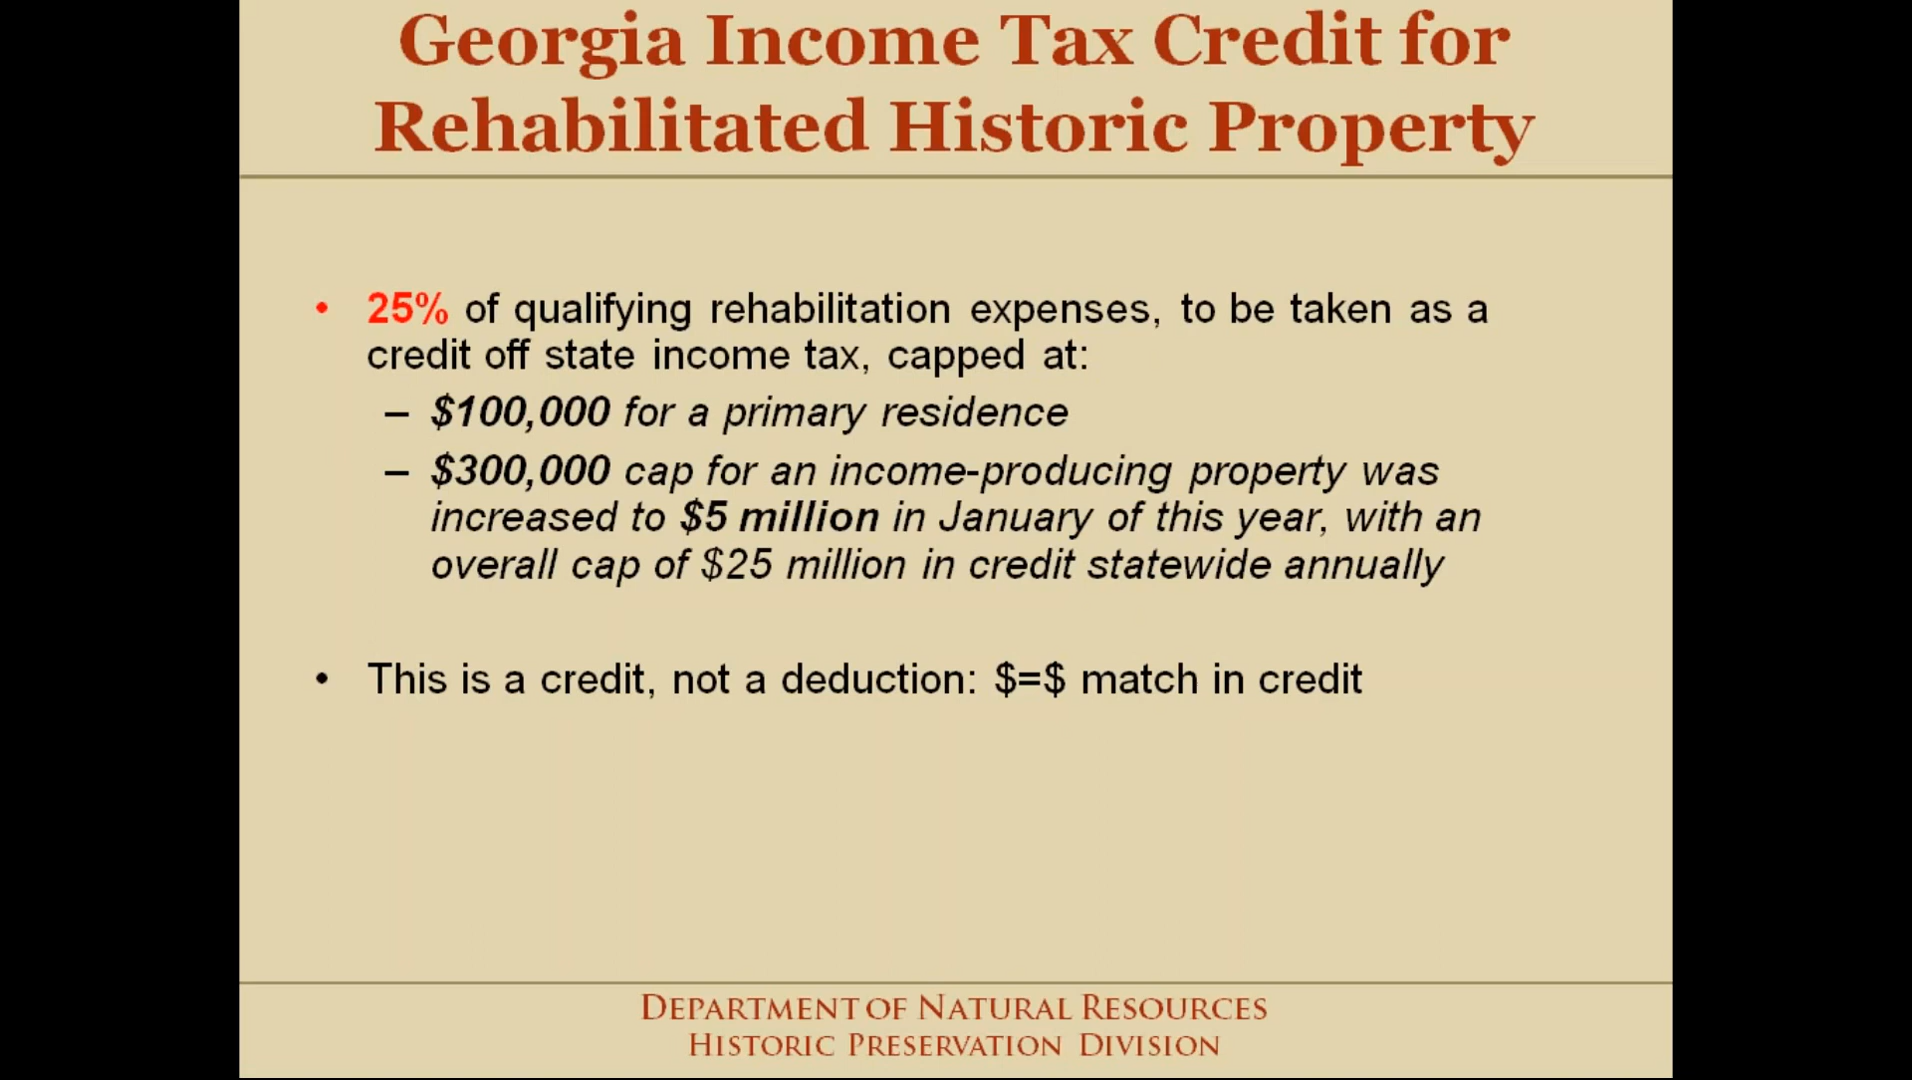 Georgia Income Tax Credit for
Rehabilitated Historic Property
• 25% of qualifying rehabilitation expenses, to be taken as a
credit off state income tax, capped at:
– $100,000 for a primary residence
– $300,000 cap for an income-producing property was
increased to $5 million in January of this year, with an
overall cap of $25 million in credit statewide annually
• This is a credit, not a deduction: $=$ match in credit
DEPARTMENT OF NATURAL RESOURCES
HISTORIC PRESERVATION DIVISION